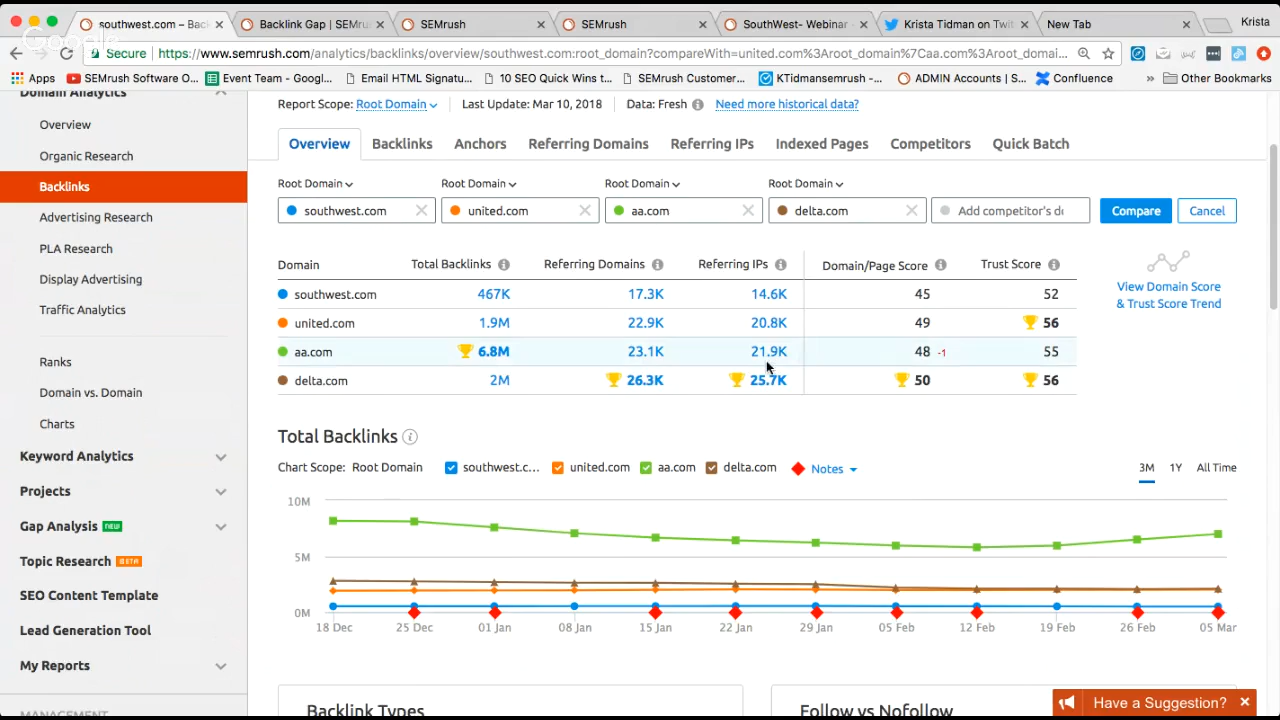 southwest.com – Back
Backlink Gap | SEMru
SEMrush
SEMrush
SouthWest- Webinar -
Krista Tidman on Twit
New Tab
Krista
Google
Secure
https://www.semrush.com/analytics/backlinks/overview/southwest.com:root_domain?compareWith=united.com%3Aroot_domain%7Caa.com%3Aroot_domain%7Cdelta.com%3Aroot_dom...
Apps
SEMrush Software O...
Event Team - Googl...
Email HTML Signatu...
10 SEO Quick Wins t...
SEMrush Customer...
KTidmansemrush -...
ADMIN Accounts | S...
Confluence
»
Other Bookmarks
Domain Analytics
Overview
Organic Research
Backlinks
Advertising Research
PLA Research
Display Advertising
Traffic Analytics
Ranks
Domain vs. Domain
Charts
Keyword Analytics
Projects
Gap Analysis NEW
Topic Research BETA
SEO Content Template
Lead Generation Tool
My Reports
MANAGEMENT
Report Scope: Root Domain
Last Update: Mar 10, 2018
Data: Fresh
Need more historical data?
Overview Backlinks Anchors Referring Domains Referring IPs Indexed Pages Competitors Quick Batch
Root Domain Root Domain Root Domain Root Domain
southwest.com united.com aa.com delta.com Add competitor's do Compare Cancel
Domain Total Backlinks Referring Domains Referring IPs Domain/Page Score Trust Score
southwest.com 467K 17.3K 14.6K 45 52
united.com 1.9M 22.9K 20.8K 49 56
aa.com 6.8M 23.1K 21.9K 48 -1 55
delta.com 2M 26.3K 25.7K 50 56
View Domain Score
& Trust Score Trend
Total Backlinks
Chart Scope: Root Domain southwest.c... united.com aa.com delta.com Notes 3M 1Y All Time
10M
5M
0M
18 Dec 25 Dec 01 Jan 08 Jan 15 Jan 22 Jan 29 Jan 05 Feb 12 Feb 19 Feb 26 Feb 05 Mar
Backlink Types
Follow vs Nofollow
Have a Suggestion?